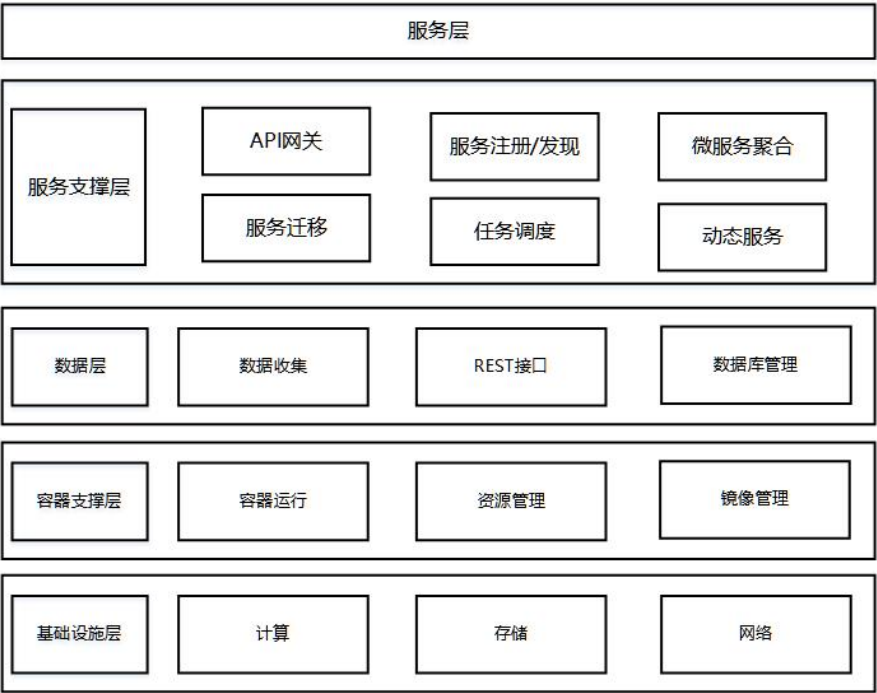 服务层
服务支撑层
API网关
服务注册/发现
微服务聚合
服务迁移
任务调度
动态服务
数据层
数据收集
REST接口
数据库管理
容器支撑层
容器运行
资源管理
镜像管理
基础设施层
计算
存储
网络